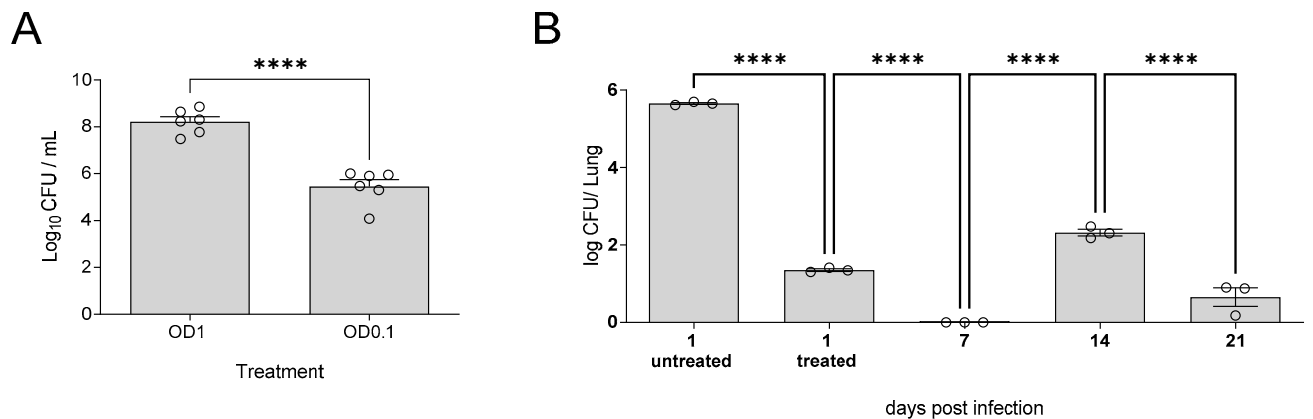 A
****
10
8
6
4
2
0
Log₁₀ CFU / mL
OD1 OD0.1
Treatment
B
**** **** **** ****
6
4
2
0
log CFU/ Lung
1 1 7 14 21
untreated treated
days post infection